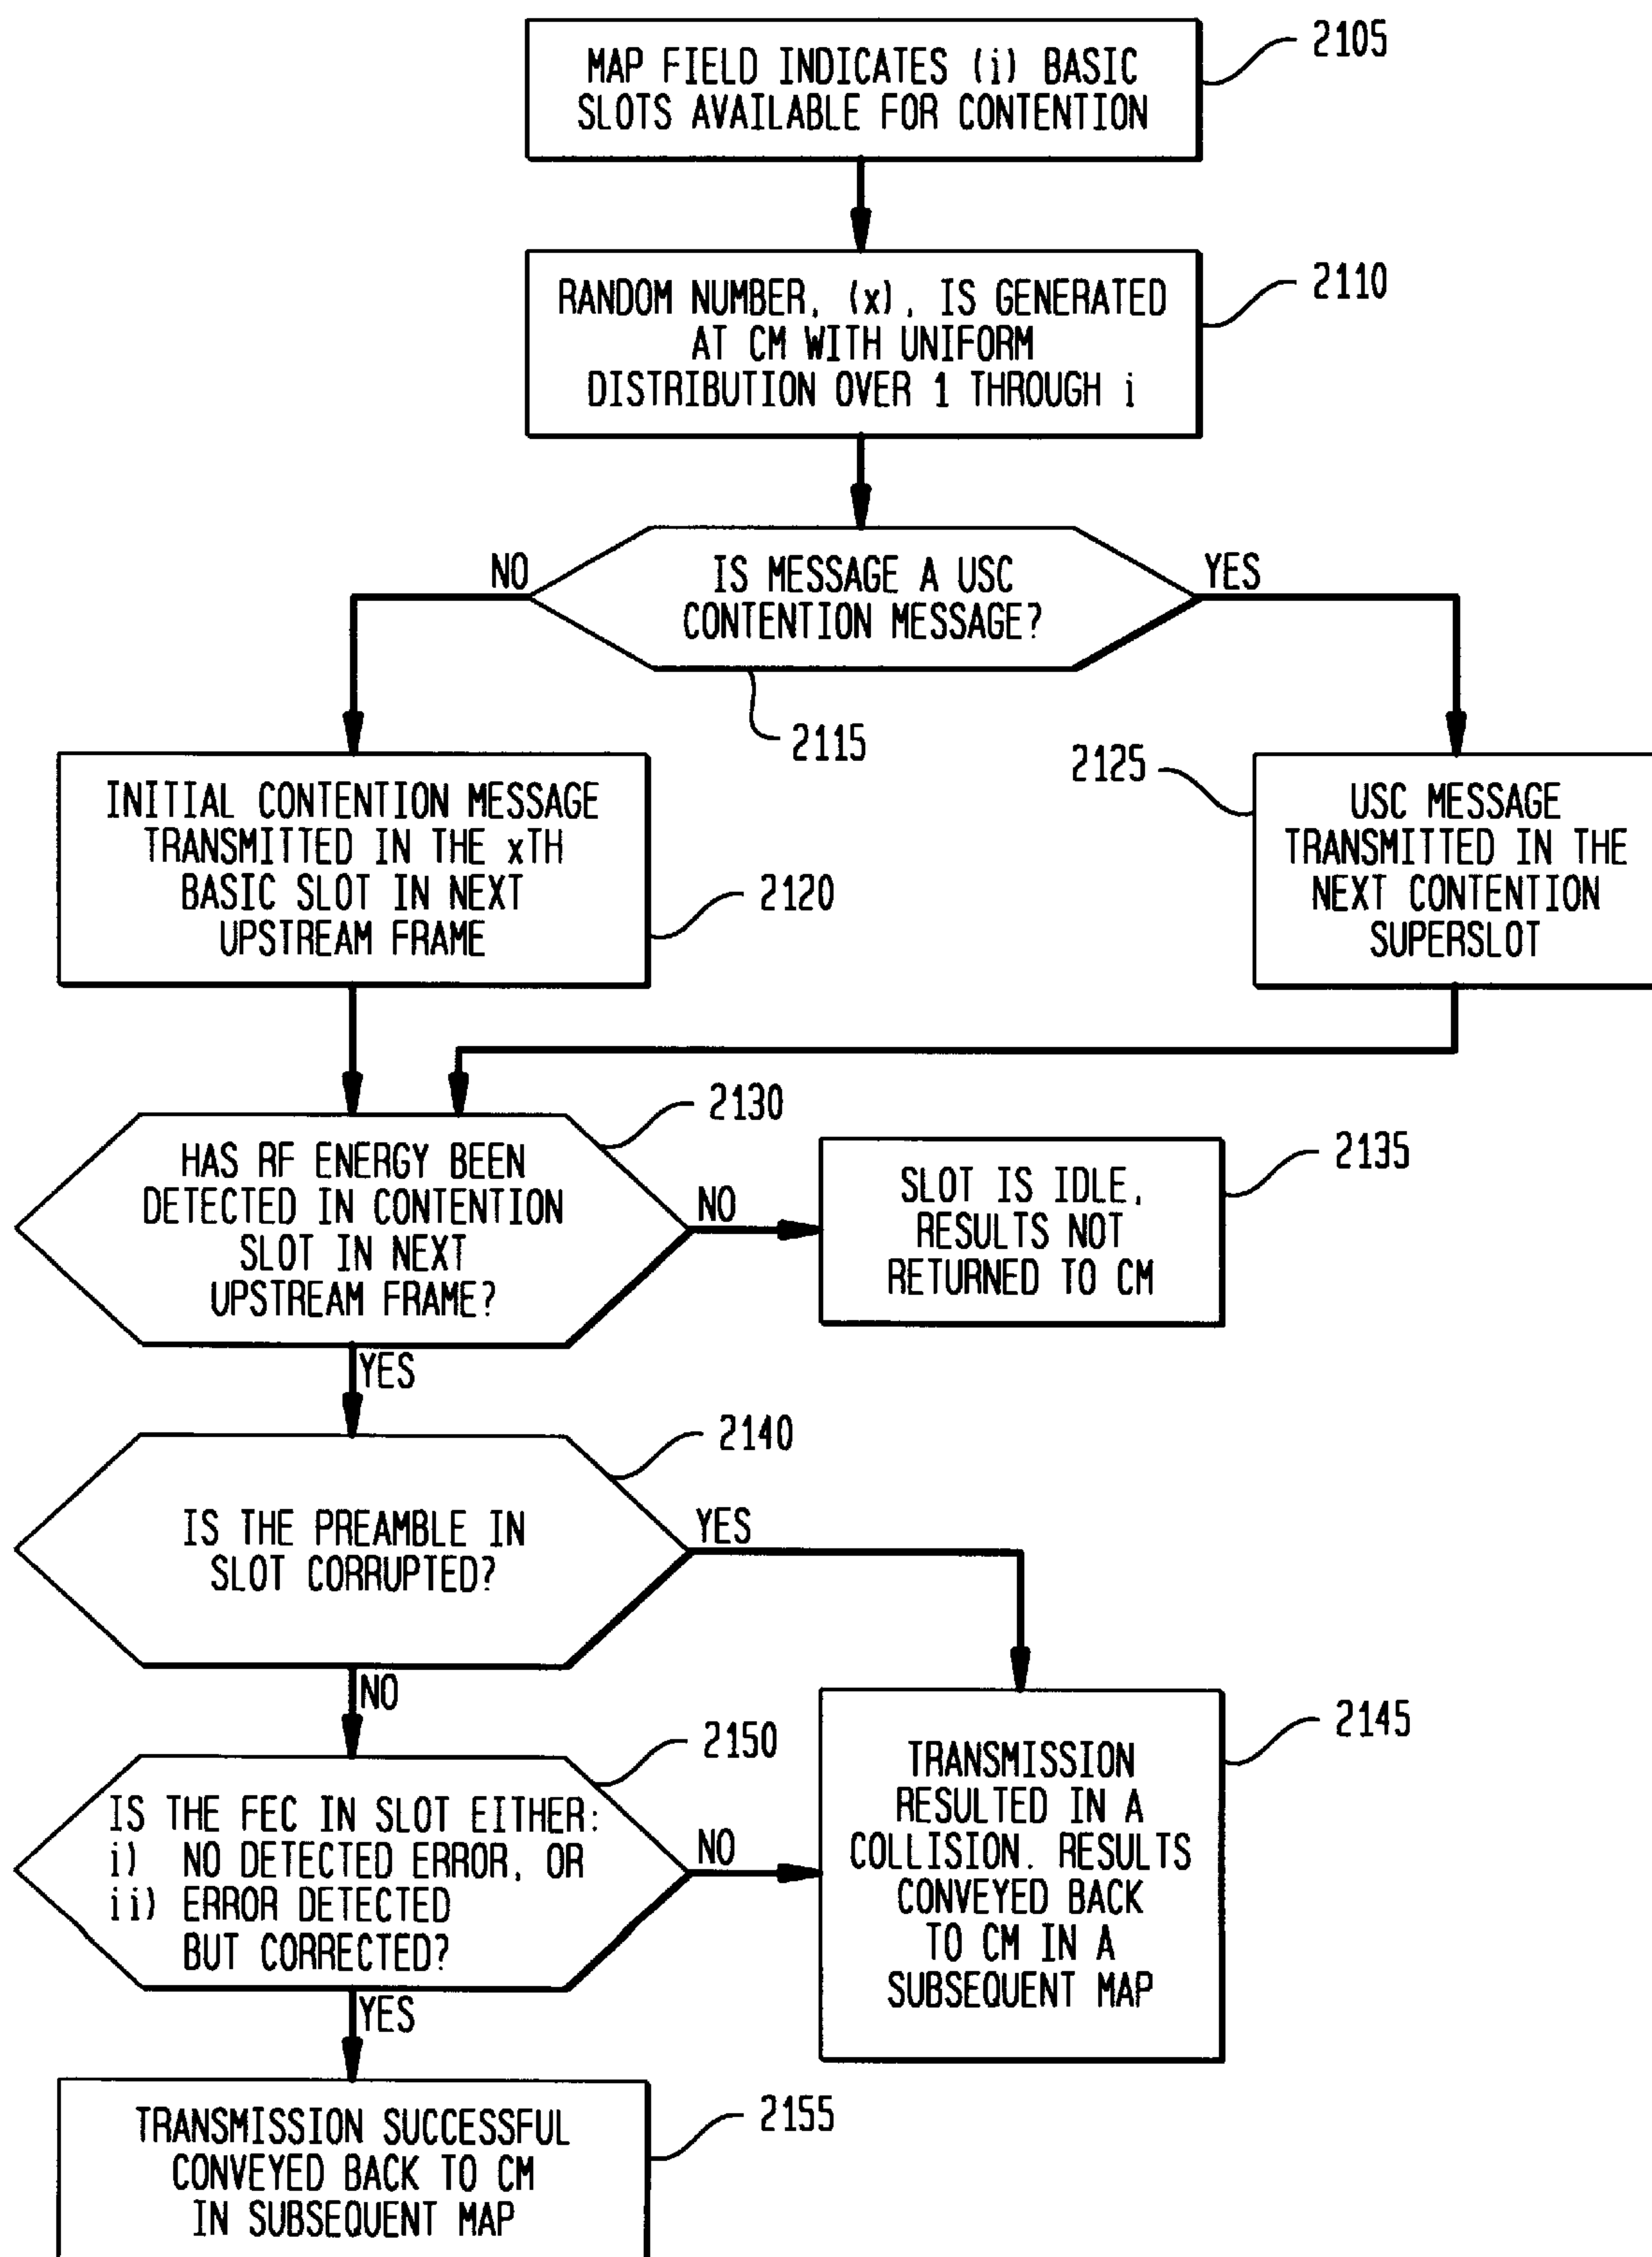 MAP FIELD INDICATES (i) BASIC
SLOTS AVAILABLE FOR CONTENTION
2105
RANDOM NUMBER, (x), IS GENERATED
AT CM WITH UNIFORM
DISTRIBUTION OVER 1 THROUGH i
2110
NO
IS MESSAGE A USC
CONTENTION MESSAGE?
YES
2115
INITIAL CONTENTION MESSAGE
TRANSMITTED IN THE xTH
BASIC SLOT IN NEXT
UPSTREAM FRAME
2120
2125
USC MESSAGE
TRANSMITTED IN THE
NEXT CONTENTION
SUPERSLOT
HAS RF ENERGY BEEN
DETECTED IN CONTENTION
SLOT IN NEXT
UPSTREAM FRAME?
2130
NO
SLOT IS IDLE,
RESULTS NOT
RETURNED TO CM
2135
YES
IS THE PREAMBLE IN
SLOT CORRUPTED?
2140
YES
NO
IS THE FEC IN SLOT EITHER:
i) NO DETECTED ERROR, OR
ii) ERROR DETECTED
BUT CORRECTED?
2150
NO
TRANSMISSION
RESULTED IN A
COLLISION. RESULTS
CONVEYED BACK
TO CM IN A
SUBSEQUENT MAP
2145
YES
TRANSMISSION SUCCESSFUL
CONVEYED BACK TO CM
IN SUBSEQUENT MAP
2155